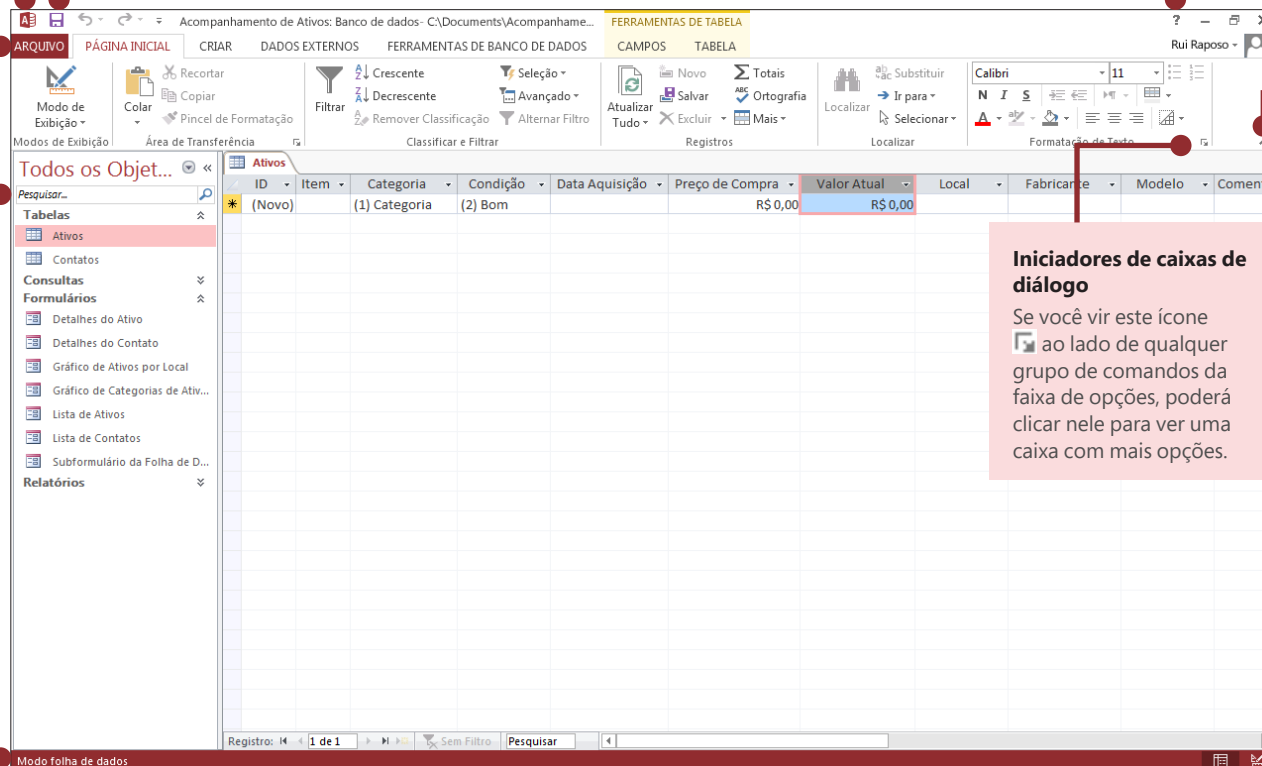 Acompanhamento de Ativos: Banco de dados- C:\Documents\Acompanhame... FERRAMENTAS DE TABELA ?
ARQUIVO PÁGINA INICIAL CRIAR DADOS EXTERNOS FERRAMENTAS DE BANCO DE DADOS CAMPOS TABELA Rui Raposo
Modo de Exibição
Colar
Recortar
Copiar
Pincel de Formatação
Filtrar
Crescente
Decrescente
Remover Classificação
Seleção
Avançado
Alternar Filtro
Atualizar Tudo
Novo
Salvar
Excluir
Totais
Ortografia
Mais
Localizar
Substituir
Ir para
Selecionar
Calibri 11
N I S
Modos de Exibição Área de Transferência Classificar e Filtrar Registros Localizar Formatação de Texto
Todos os Objet...
Pesquisar...
Tabelas
Ativos
Contatos
Consultas
Formulários
Detalhes do Ativo
Detalhes do Contato
Gráfico de Ativos por Local
Gráfico de Categorias de Ativ...
Lista de Ativos
Lista de Contatos
Subformulário da Folha de D...
Relatórios
Ativos
ID Item Categoria Condição Data Aquisição Preço de Compra Valor Atual Local Fabricante Modelo Coment
(Novo) (1) Categoria (2) Bom R$ 0,00 R$ 0,00
Iniciadores de caixas de
diálogo
Se você vir este ícone
ao lado de qualquer
grupo de comandos da
faixa de opções, poderá
clicar nele para ver uma
caixa com mais opções.
Registro: 1 de 1 Sem Filtro Pesquisar
Modo folha de dados